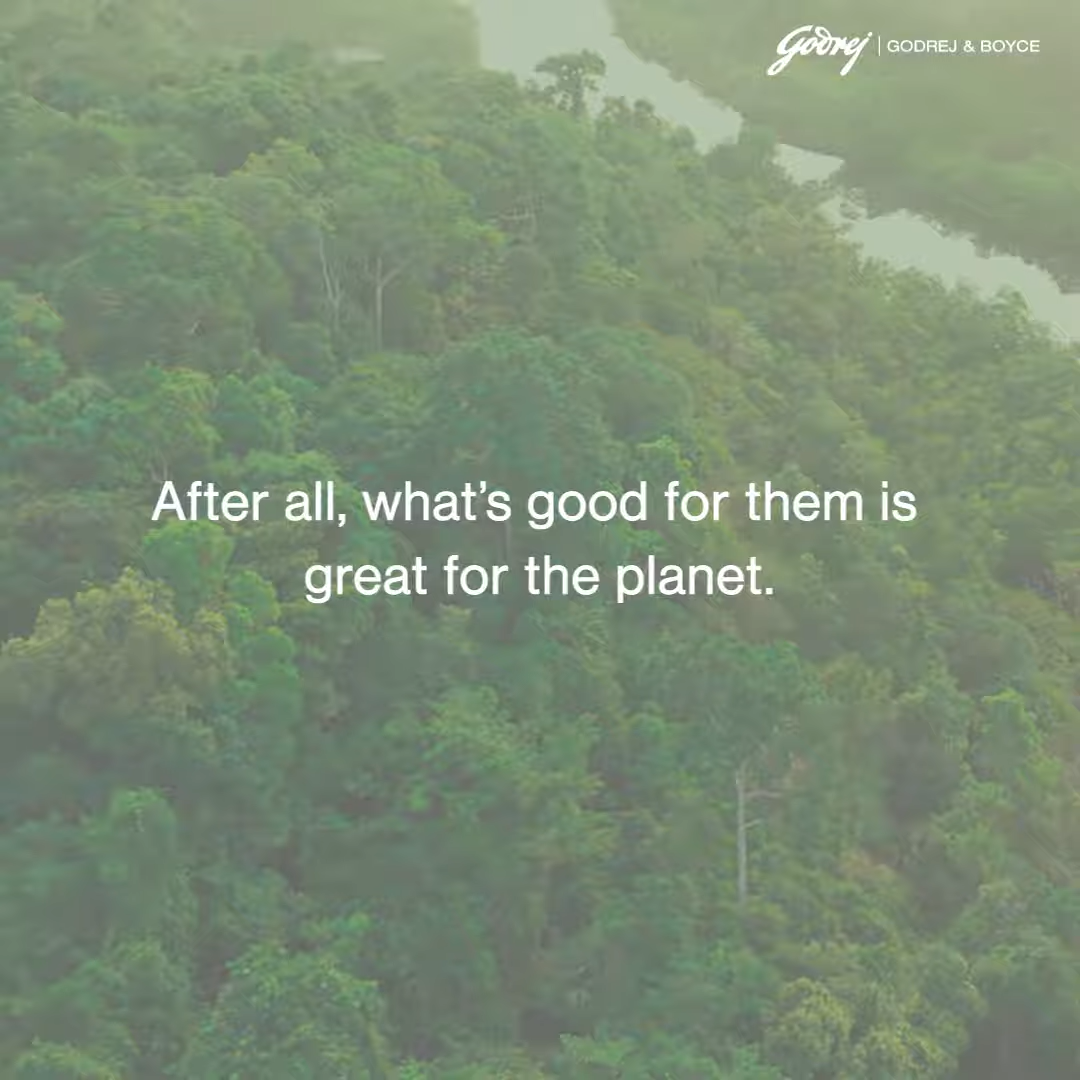 Godrej | GODREJ & BOYCE
After all, what’s good for them is
great for the planet.